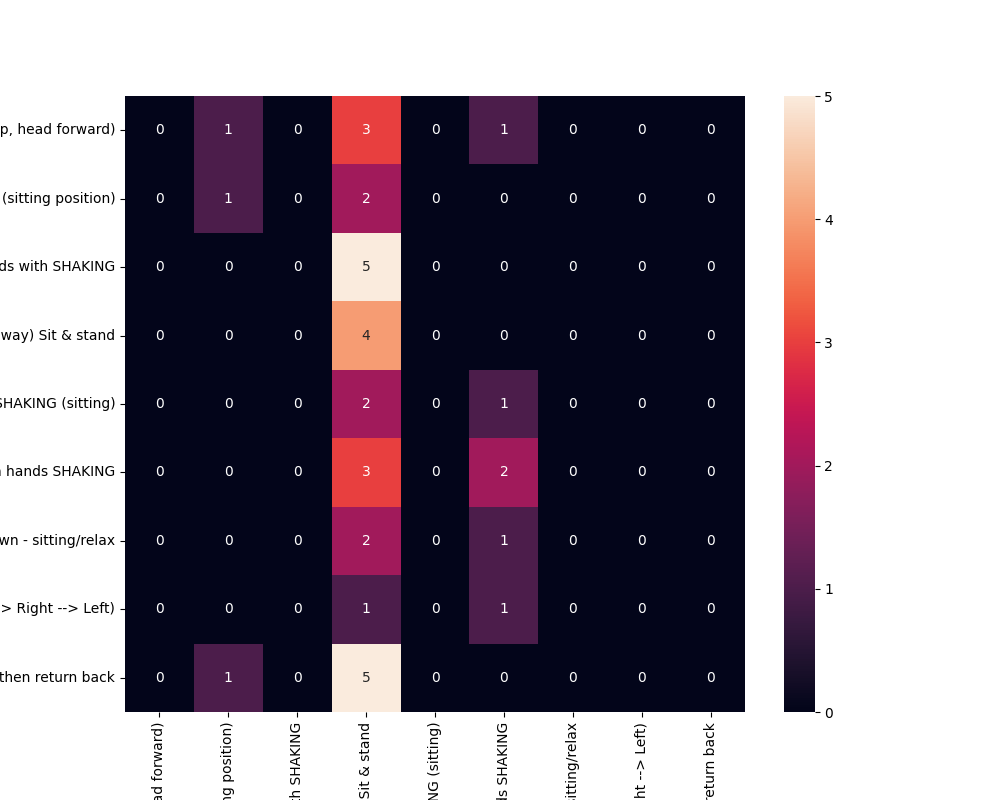 p, head forward) 0 1 0 3 0 1 0 0 0
(sitting position) 0 1 0 2 0 0 0 0 0
ds with SHAKING 0 0 0 5 0 0 0 0 0
way) Sit & stand 0 0 0 4 0 0 0 0 0
SHAKING (sitting) 0 0 0 2 0 1 0 0 0
hands SHAKING 0 0 0 3 0 2 0 0 0
wn - sitting/relax 0 0 0 2 0 1 0 0 0
> Right --> Left) 0 0 0 1 0 1 0 0 0
then return back 0 1 0 5 0 0 0 0 0
ad forward)
ng position)
th SHAKING
Sit & stand
NG (sitting)
ds SHAKING
sitting/relax
ht --> Left)
return back
5
4
3
2
1
0